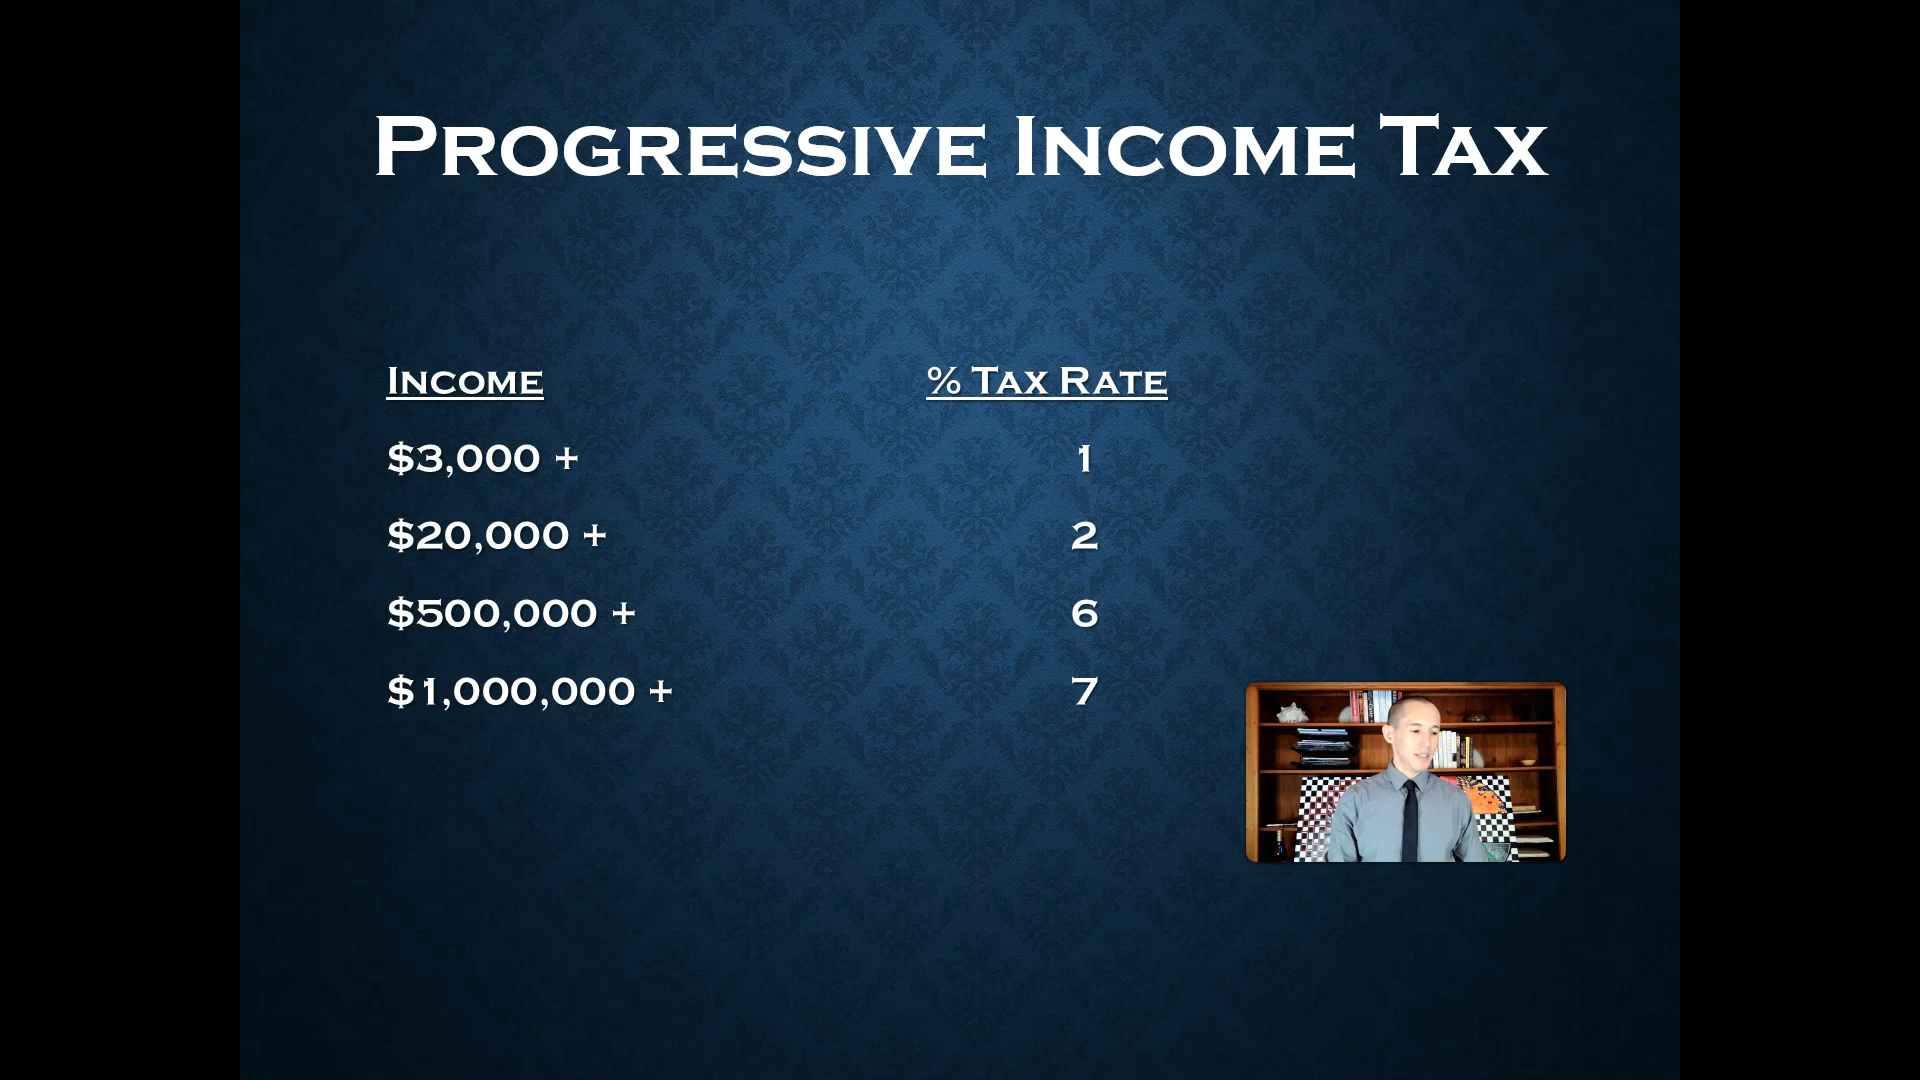 Progressive Income Tax
Income % Tax Rate
$3,000 + 1
$20,000 + 2
$500,000 + 6
$1,000,000 + 7